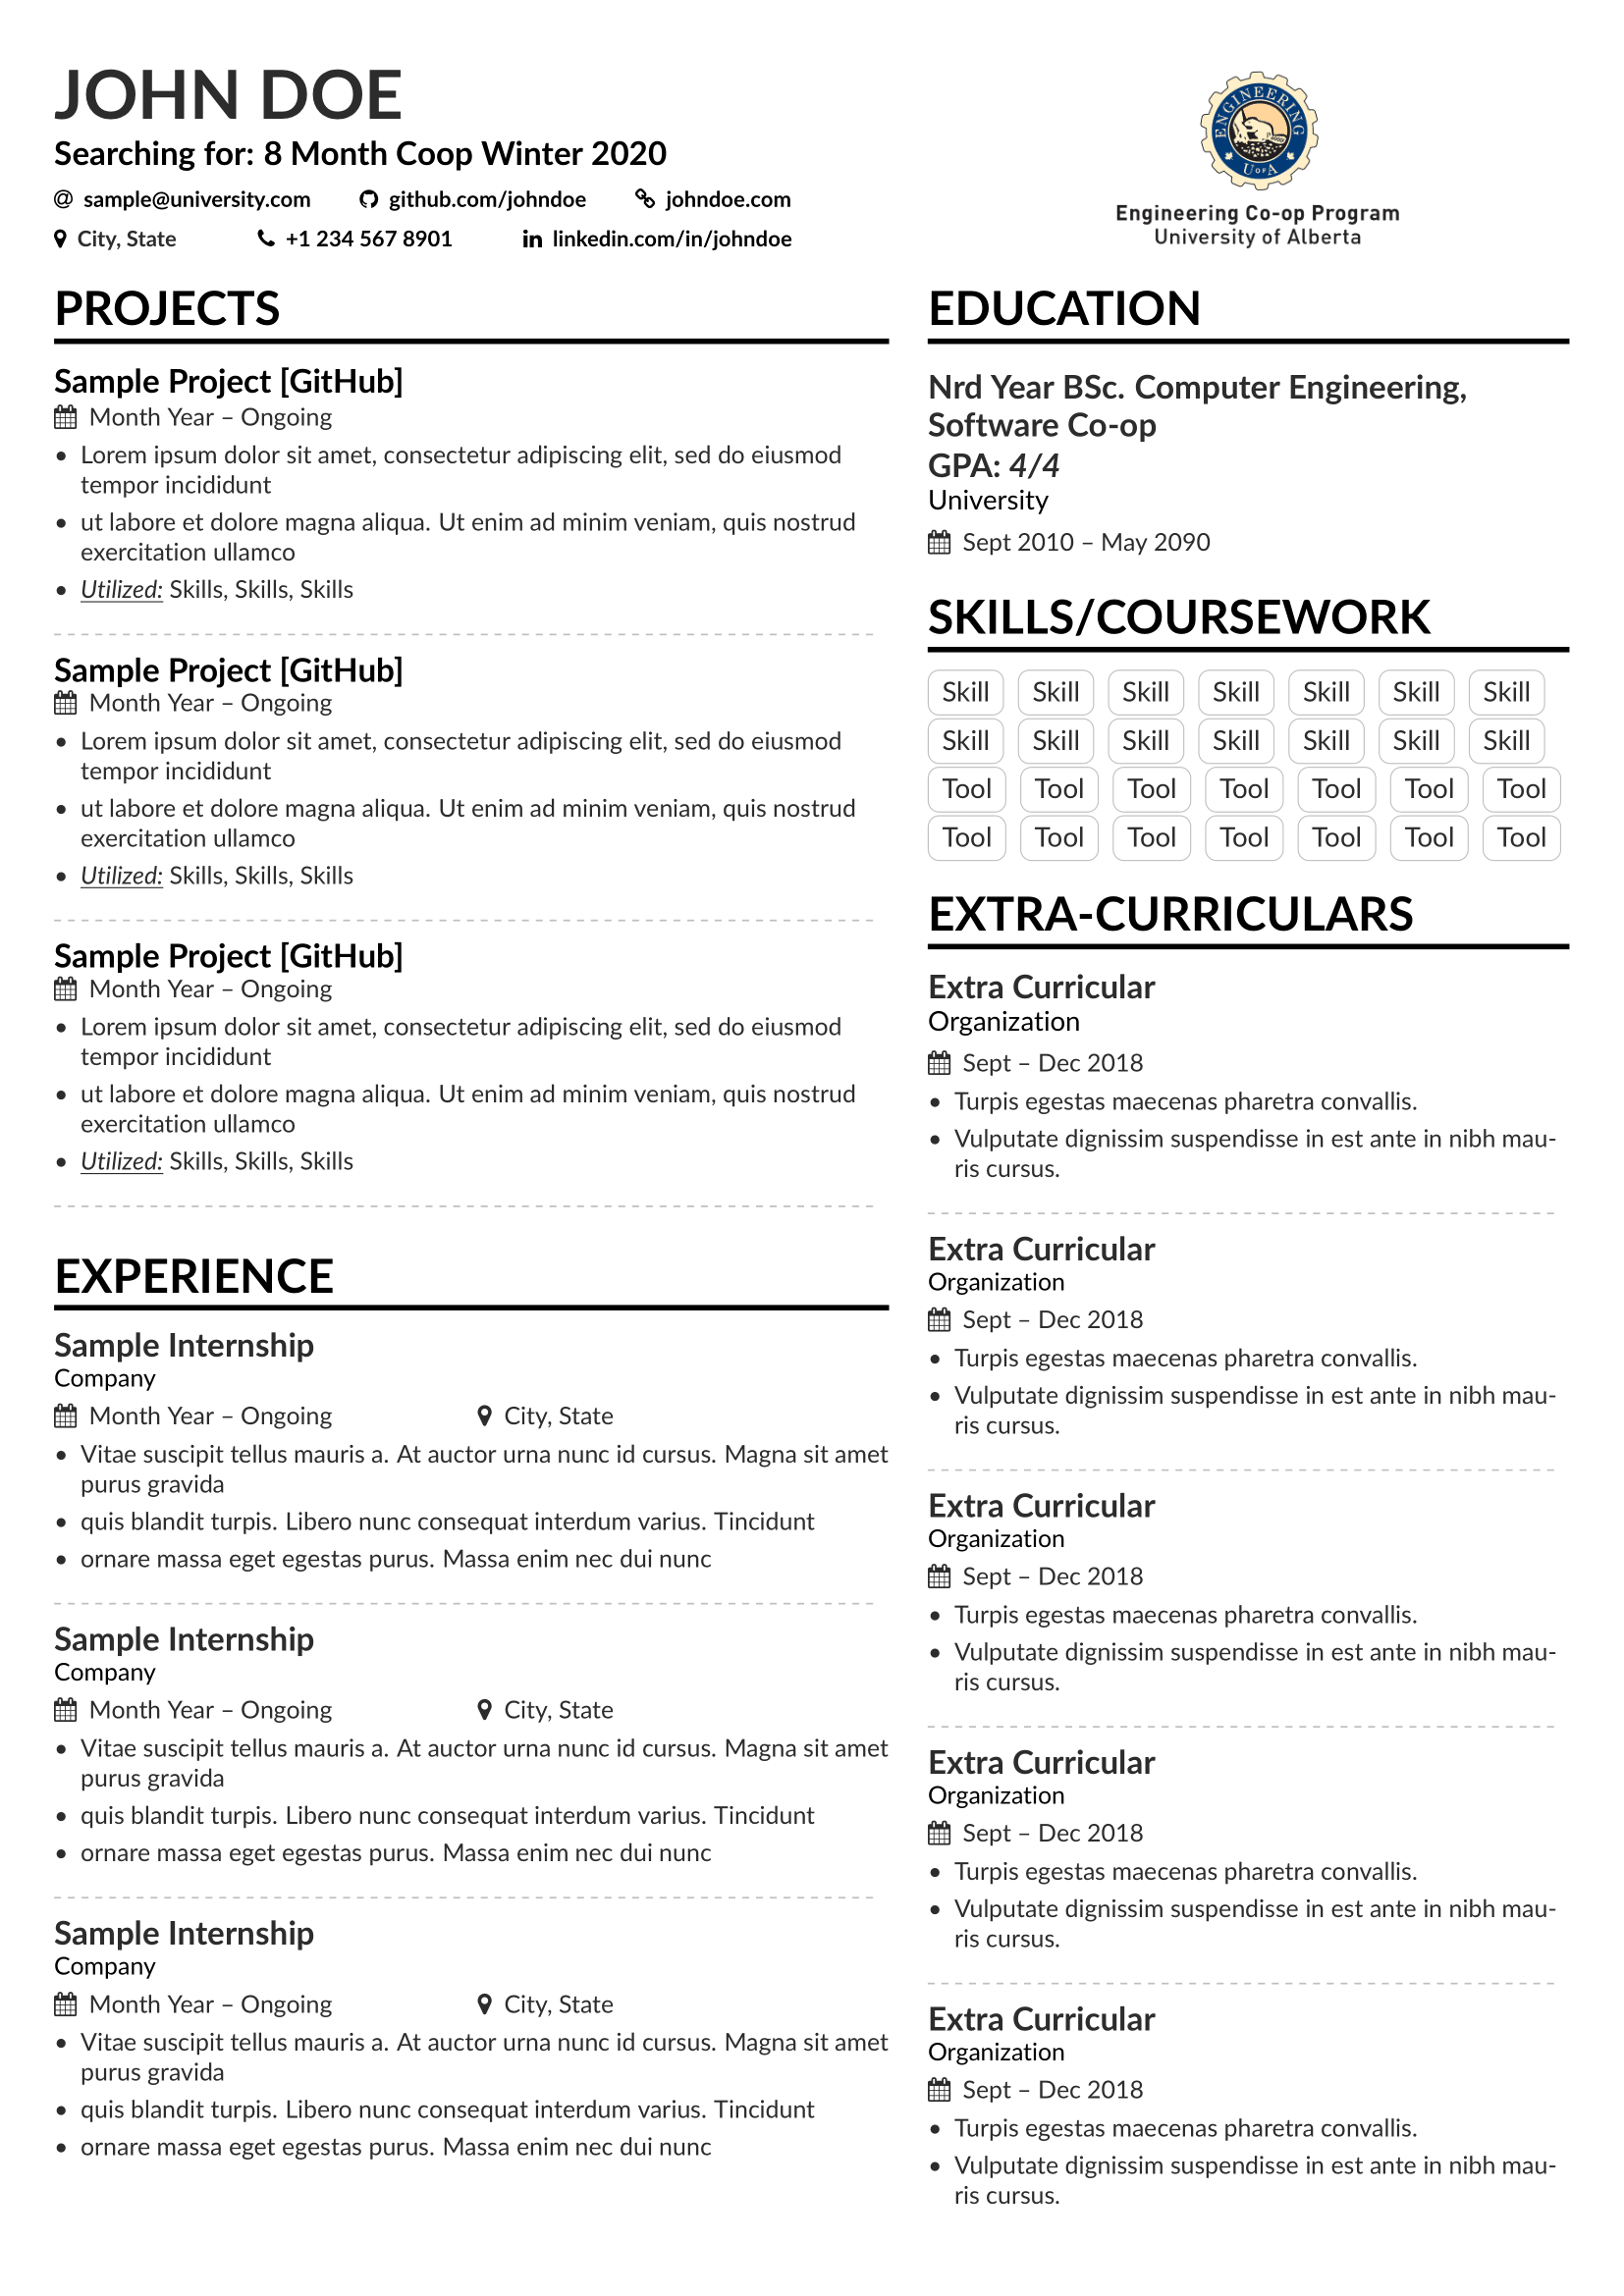 JOHN DOE
Searching for: 8 Month Coop Winter 2020
sample@university.com github.com/johndoe johndoe.com
City, State +1 234 567 8901 linkedin.com/in/johndoe
ENGINEERING
U OF A
Engineering Co-op Program
University of Alberta
PROJECTS
Sample Project [GitHub]
Month Year – Ongoing
• Lorem ipsum dolor sit amet, consectetur adipiscing elit, sed do eiusmod
tempor incididunt
• ut labore et dolore magna aliqua. Ut enim ad minim veniam, quis nostrud
exercitation ullamco
• Utilized: Skills, Skills, Skills
Sample Project [GitHub]
Month Year – Ongoing
• Lorem ipsum dolor sit amet, consectetur adipiscing elit, sed do eiusmod
tempor incididunt
• ut labore et dolore magna aliqua. Ut enim ad minim veniam, quis nostrud
exercitation ullamco
• Utilized: Skills, Skills, Skills
Sample Project [GitHub]
Month Year – Ongoing
• Lorem ipsum dolor sit amet, consectetur adipiscing elit, sed do eiusmod
tempor incididunt
• ut labore et dolore magna aliqua. Ut enim ad minim veniam, quis nostrud
exercitation ullamco
• Utilized: Skills, Skills, Skills
EXPERIENCE
Sample Internship
Company
Month Year – Ongoing City, State
• Vitae suscipit tellus mauris a. At auctor urna nunc id cursus. Magna sit amet
purus gravida
• quis blandit turpis. Libero nunc consequat interdum varius. Tincidunt
• ornare massa eget egestas purus. Massa enim nec dui nunc
Sample Internship
Company
Month Year – Ongoing City, State
• Vitae suscipit tellus mauris a. At auctor urna nunc id cursus. Magna sit amet
purus gravida
• quis blandit turpis. Libero nunc consequat interdum varius. Tincidunt
• ornare massa eget egestas purus. Massa enim nec dui nunc
Sample Internship
Company
Month Year – Ongoing City, State
• Vitae suscipit tellus mauris a. At auctor urna nunc id cursus. Magna sit amet
purus gravida
• quis blandit turpis. Libero nunc consequat interdum varius. Tincidunt
• ornare massa eget egestas purus. Massa enim nec dui nunc
EDUCATION
Nrd Year BSc. Computer Engineering,
Software Co-op
GPA: 4/4
University
Sept 2010 – May 2090
SKILLS/COURSEWORK
Skill Skill Skill Skill Skill Skill Skill
Skill Skill Skill Skill Skill Skill Skill
Tool Tool Tool Tool Tool Tool Tool
Tool Tool Tool Tool Tool Tool Tool
EXTRA-CURRICULARS
Extra Curricular
Organization
Sept – Dec 2018
• Turpis egestas maecenas pharetra convallis.
• Vulputate dignissim suspendisse in est ante in nibh mau-
ris cursus.
Extra Curricular
Organization
Sept – Dec 2018
• Turpis egestas maecenas pharetra convallis.
• Vulputate dignissim suspendisse in est ante in nibh mau-
ris cursus.
Extra Curricular
Organization
Sept – Dec 2018
• Turpis egestas maecenas pharetra convallis.
• Vulputate dignissim suspendisse in est ante in nibh mau-
ris cursus.
Extra Curricular
Organization
Sept – Dec 2018
• Turpis egestas maecenas pharetra convallis.
• Vulputate dignissim suspendisse in est ante in nibh mau-
ris cursus.
Extra Curricular
Organization
Sept – Dec 2018
• Turpis egestas maecenas pharetra convallis.
• Vulputate dignissim suspendisse in est ante in nibh mau-
ris cursus.